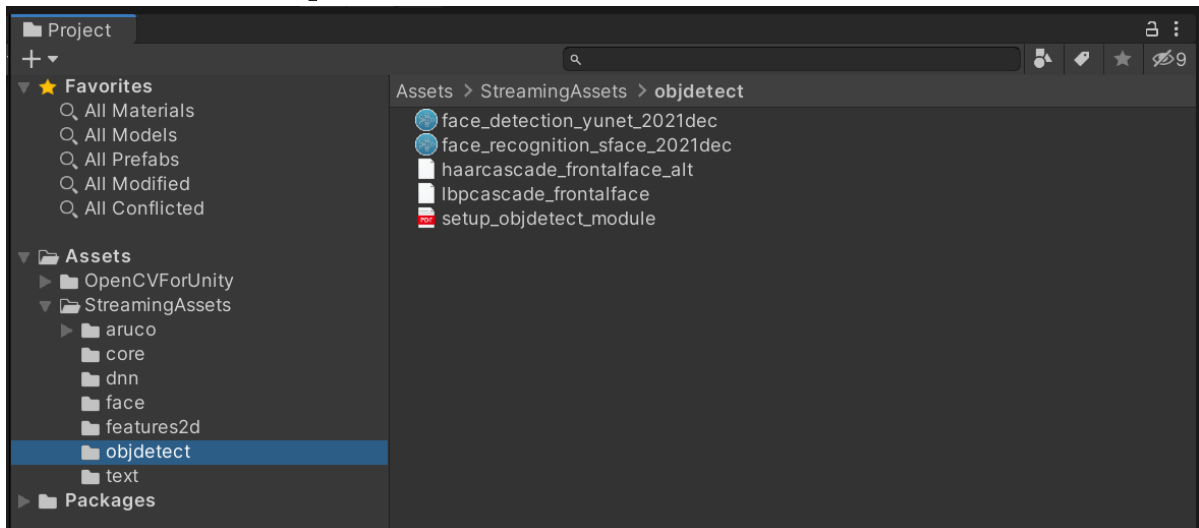 Project
9
Favorites
All Materials
All Models
All Prefabs
All Modified
All Conflicted
Assets
OpenCVForUnity
StreamingAssets
aruco
core
dnn
face
features2d
objdetect
text
Packages
Assets > StreamingAssets > objdetect
face_detection_yunet_2021dec
face_recognition_sface_2021dec
haarcascade_frontalface_alt
lbpcascade_frontalface
PDF
setup_objdetect_module